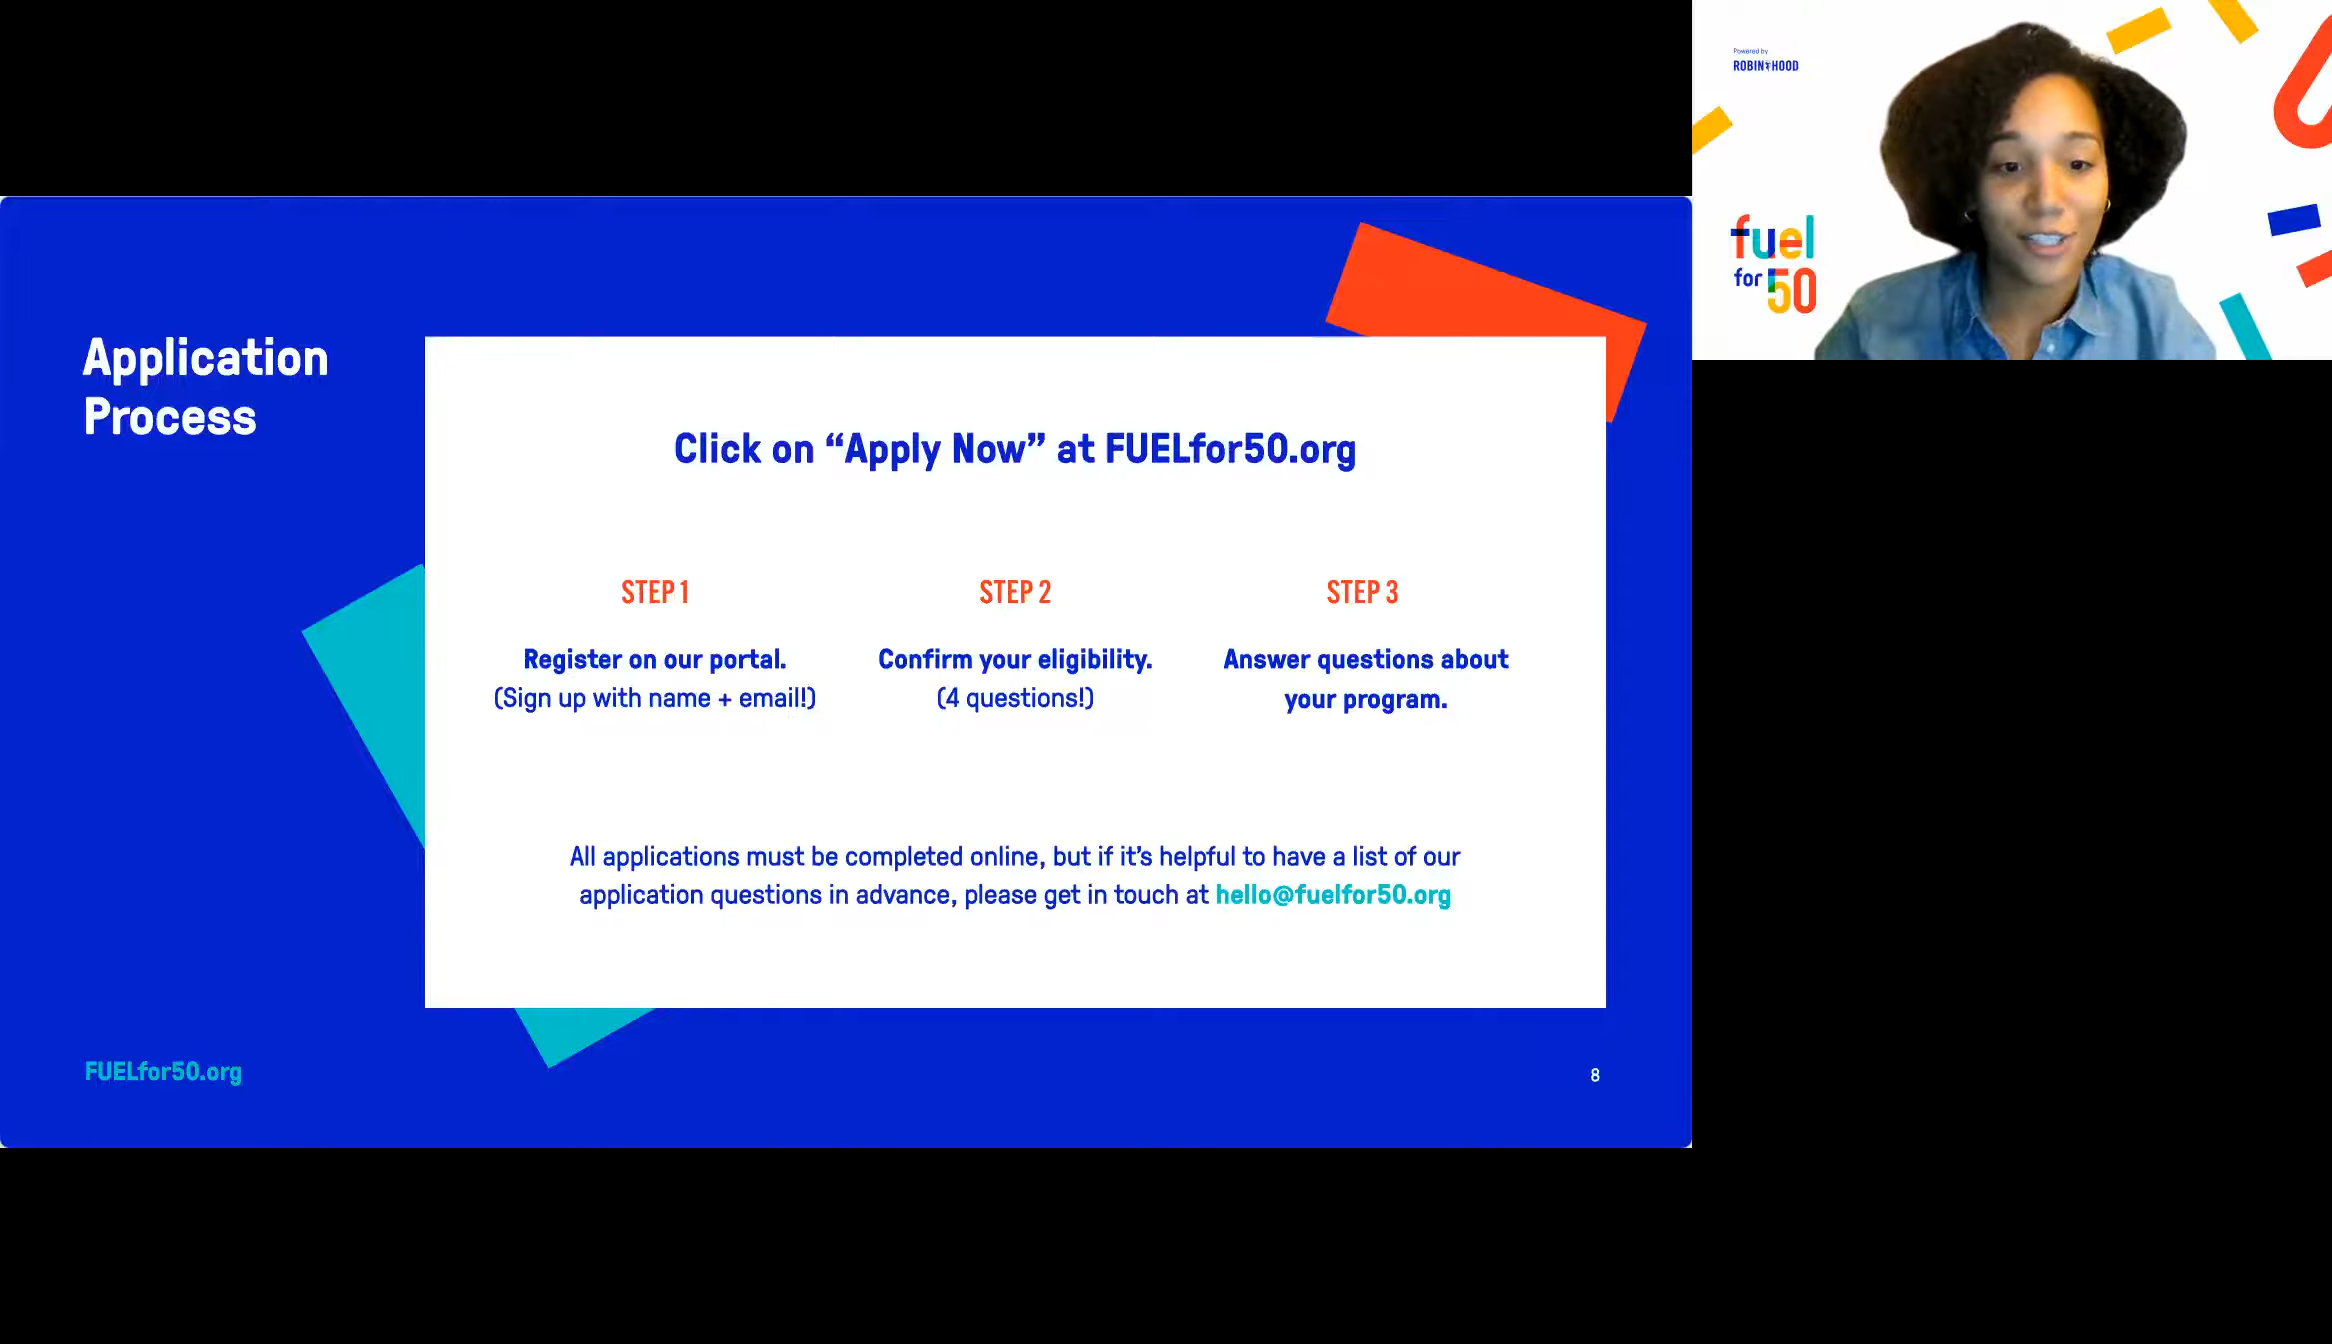 Application
Process
Click on “Apply Now” at FUELfor50.org
STEP 1
Register on our portal.
(Sign up with name + email!)
STEP 2
Confirm your eligibility.
(4 questions!)
STEP 3
Answer questions about
your program.
All applications must be completed online, but if it’s helpful to have a list of our
application questions in advance, please get in touch at hello@fuelfor50.org
FUELfor50.org
8
Powered by
ROBIN HOOD
fuel
for 50